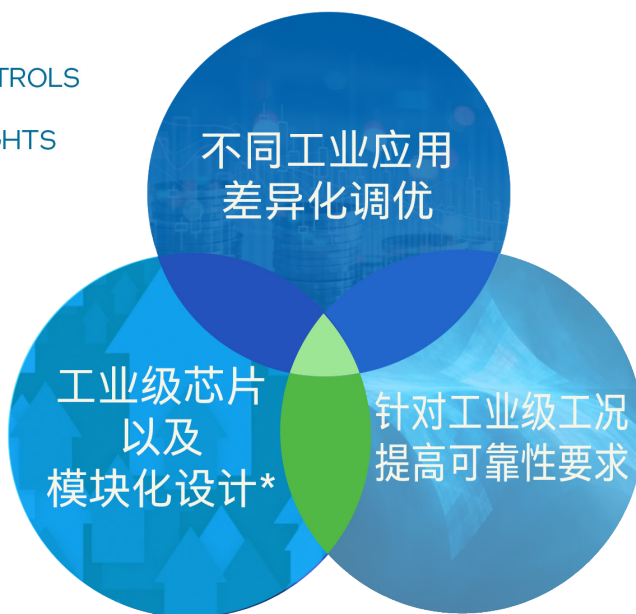 TROLS
GHTS
不同工业应用
差异化调优
工业级芯片
以及
模块化设计*
针对工业级工况
提高可靠性要求